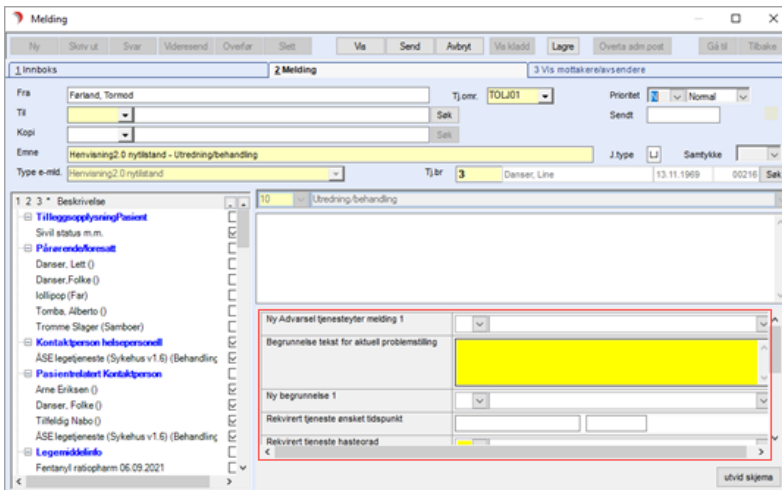 Melding
Ny Skriv ut Svar Videresend Overfør Slett Vis Send Avbryt Vis kladd Lagre Overta adm.post Gå til Tilbake
1 Innboks 2 Melding 3 Vis mottakere/avsendere
Fra Førland, Tormod Tj.omr. TOLJ01 Prioritet N Normal
Til Søk Sendt
Kopi Søk
Emne Henvisning2.0 nytilstand - Utredning/behandling J.type LJ Samtykke
Type e-mld. Henvisning2.0 nytilstand Tj.br 3 Danser, Line 13.11.1969 00216 Søk
1 2 3 * Beskrivelse . .
10 Utredning/behandling
TilleggsopplysningPasient
Sivil status m.m.
Pårørende/foresatt
Danser, Lett ()
Danser,Folke ()
lollipop (Far)
Tomba, Alberto ()
Tromme Slager (Samboer)
Kontaktperson helsepersonell
ÅSE legetjeneste (Sykehus v1.6) (Behandling
Pasientrelatert Kontaktperson
Arne Eriksen ()
Danser, Folke ()
Tilfeldig Nabo ()
ÅSE legetjeneste (Sykehus v1.6) (Behandling
Legemiddelinfo
Fentanyl ratiopharm 06.09.2021
Ny Advarsel tjenesteyter melding 1
Begrunnelse tekst for aktuell problemstilling
Ny begrunnelse 1
Rekvirert tjeneste ønsket tidspunkt
Rekvirert tjeneste hastegrad
utvid skjema